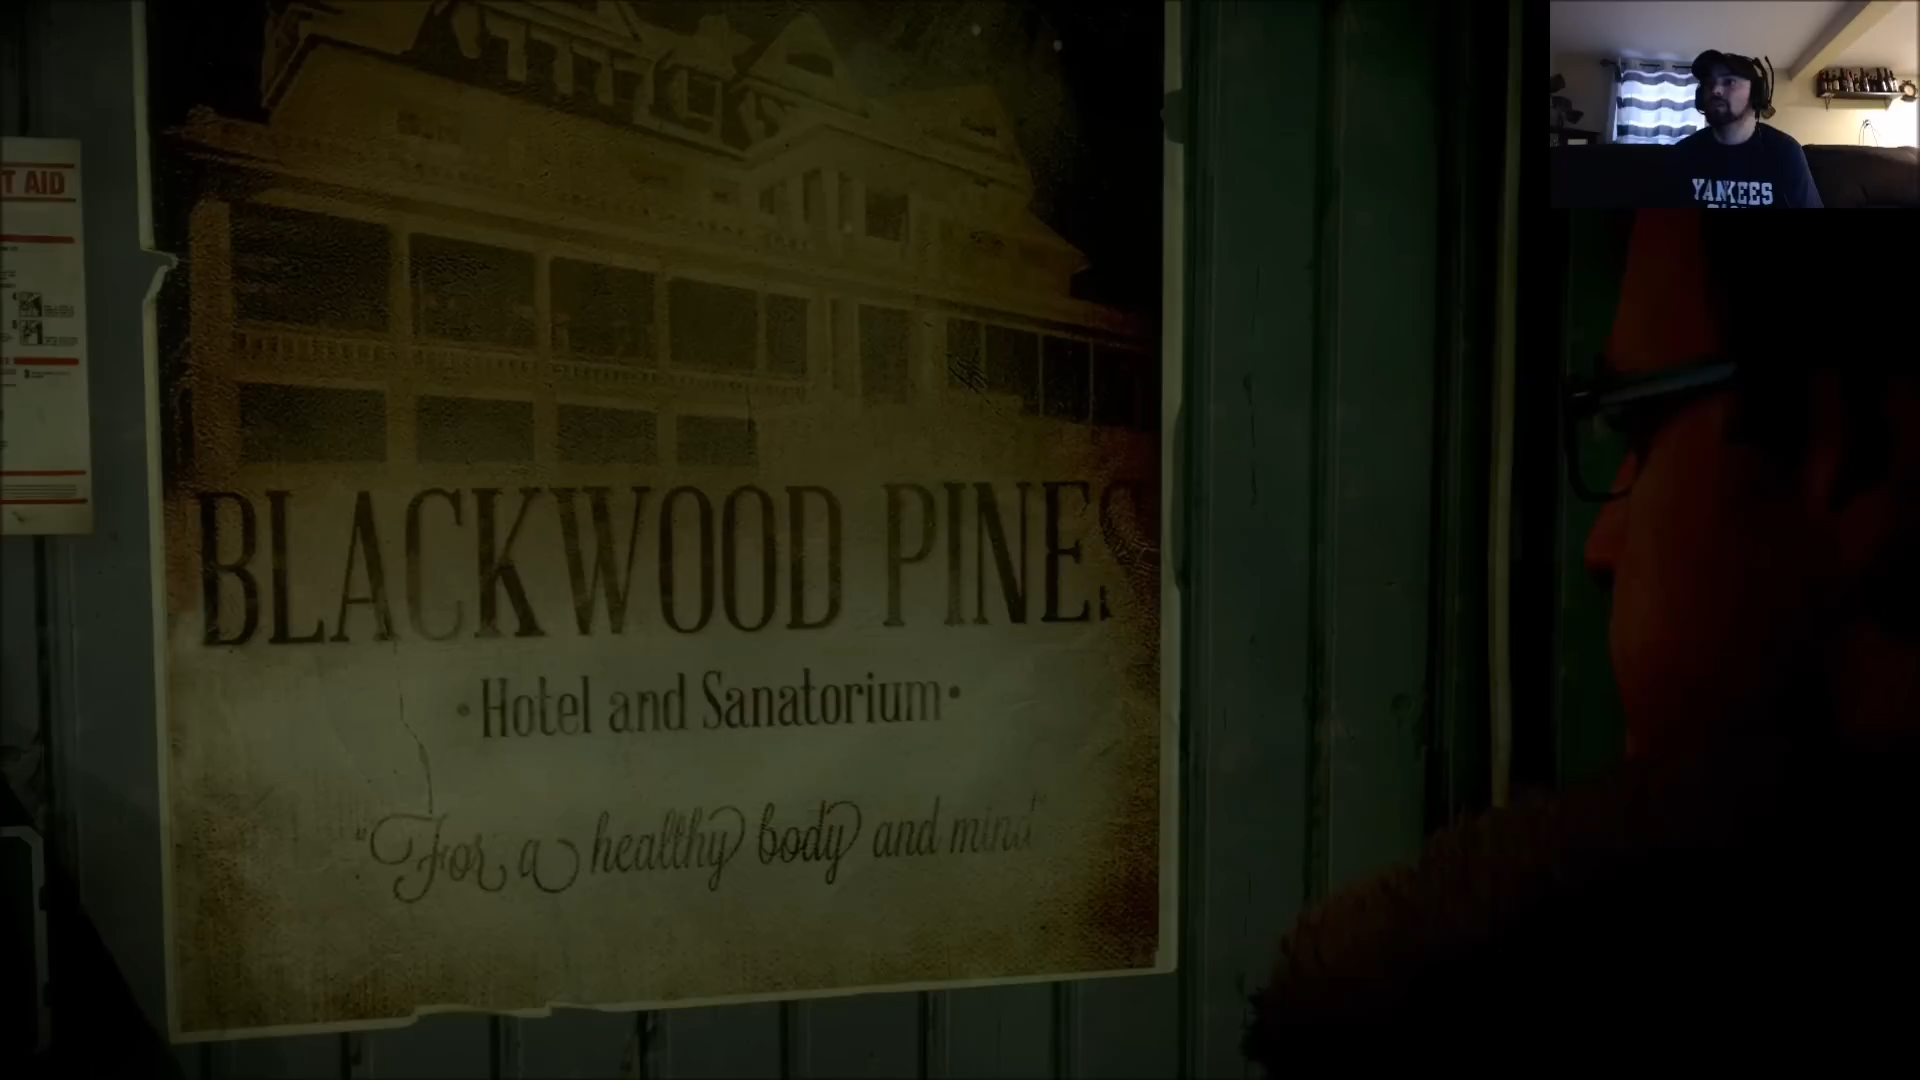 T AID
BLACKWOOD PINES
• Hotel and Sanatorium •
"For a healthy body and mind"
YANKEES